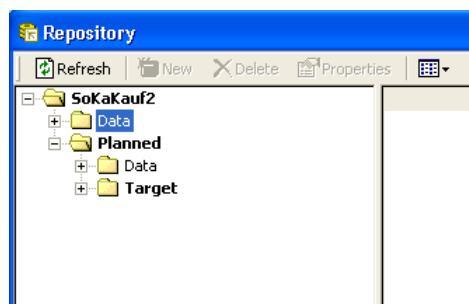 Repository
Refresh New Delete Properties
SoKaKauf2
Data
Planned
Data
Target